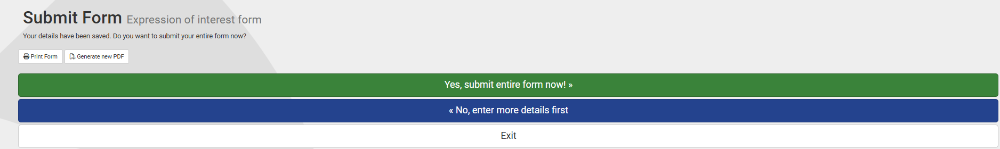 Submit Form Expression of interest form
Your details have been saved. Do you want to submit your entire form now?
Print Form Generate new PDF
Yes, submit entire form now! »
« No, enter more details first
Exit